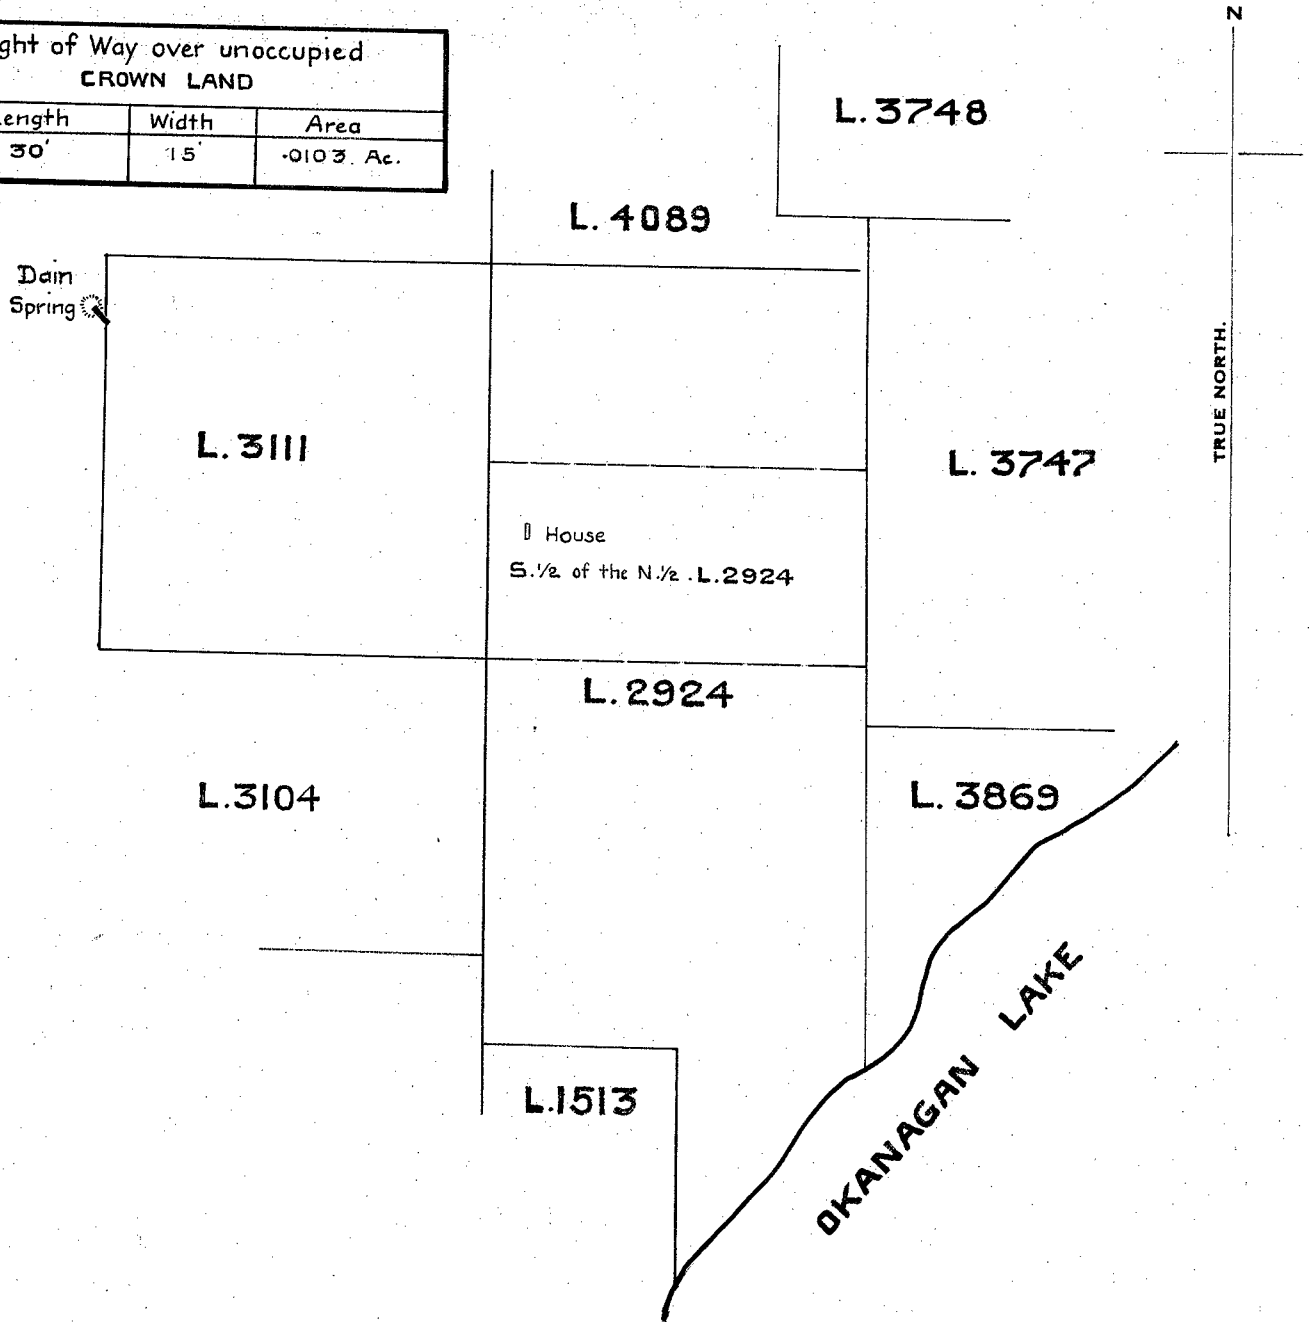 ght of Way over unoccupied
CROWN LAND
ength Width Area
30' 15' .0103 Ac.
N
L. 3748
L. 4089
Dain
Spring
TRUE NORTH.
L. 3111
L. 3747
House
S.½ of the N.½ . L.2924
L. 2924
L.3104
L. 3869
OKANAGAN LAKE
L.1513